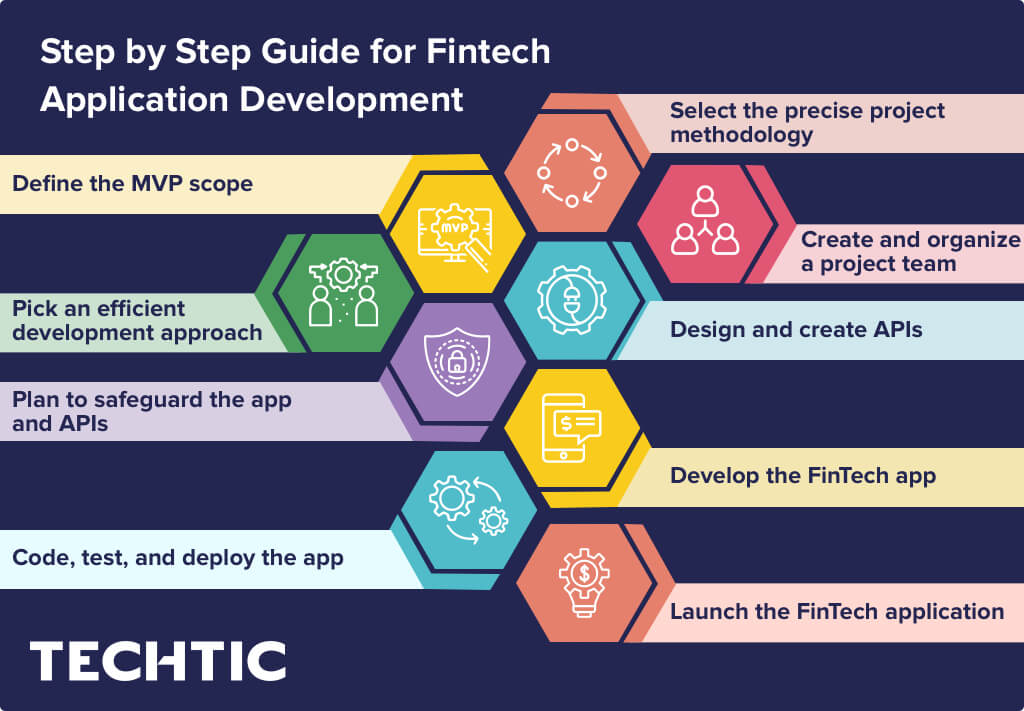 Step by Step Guide for Fintech
Application Development
Select the precise project
methodology
Define the MVP scope
MVP
Create and organize
a project team
Pick an efficient
development approach
Design and create APIs
$
Plan to safeguard the app
and APIs
Develop the FinTech app
Code, test, and deploy the app
$
Launch the FinTech application
TECHTIC